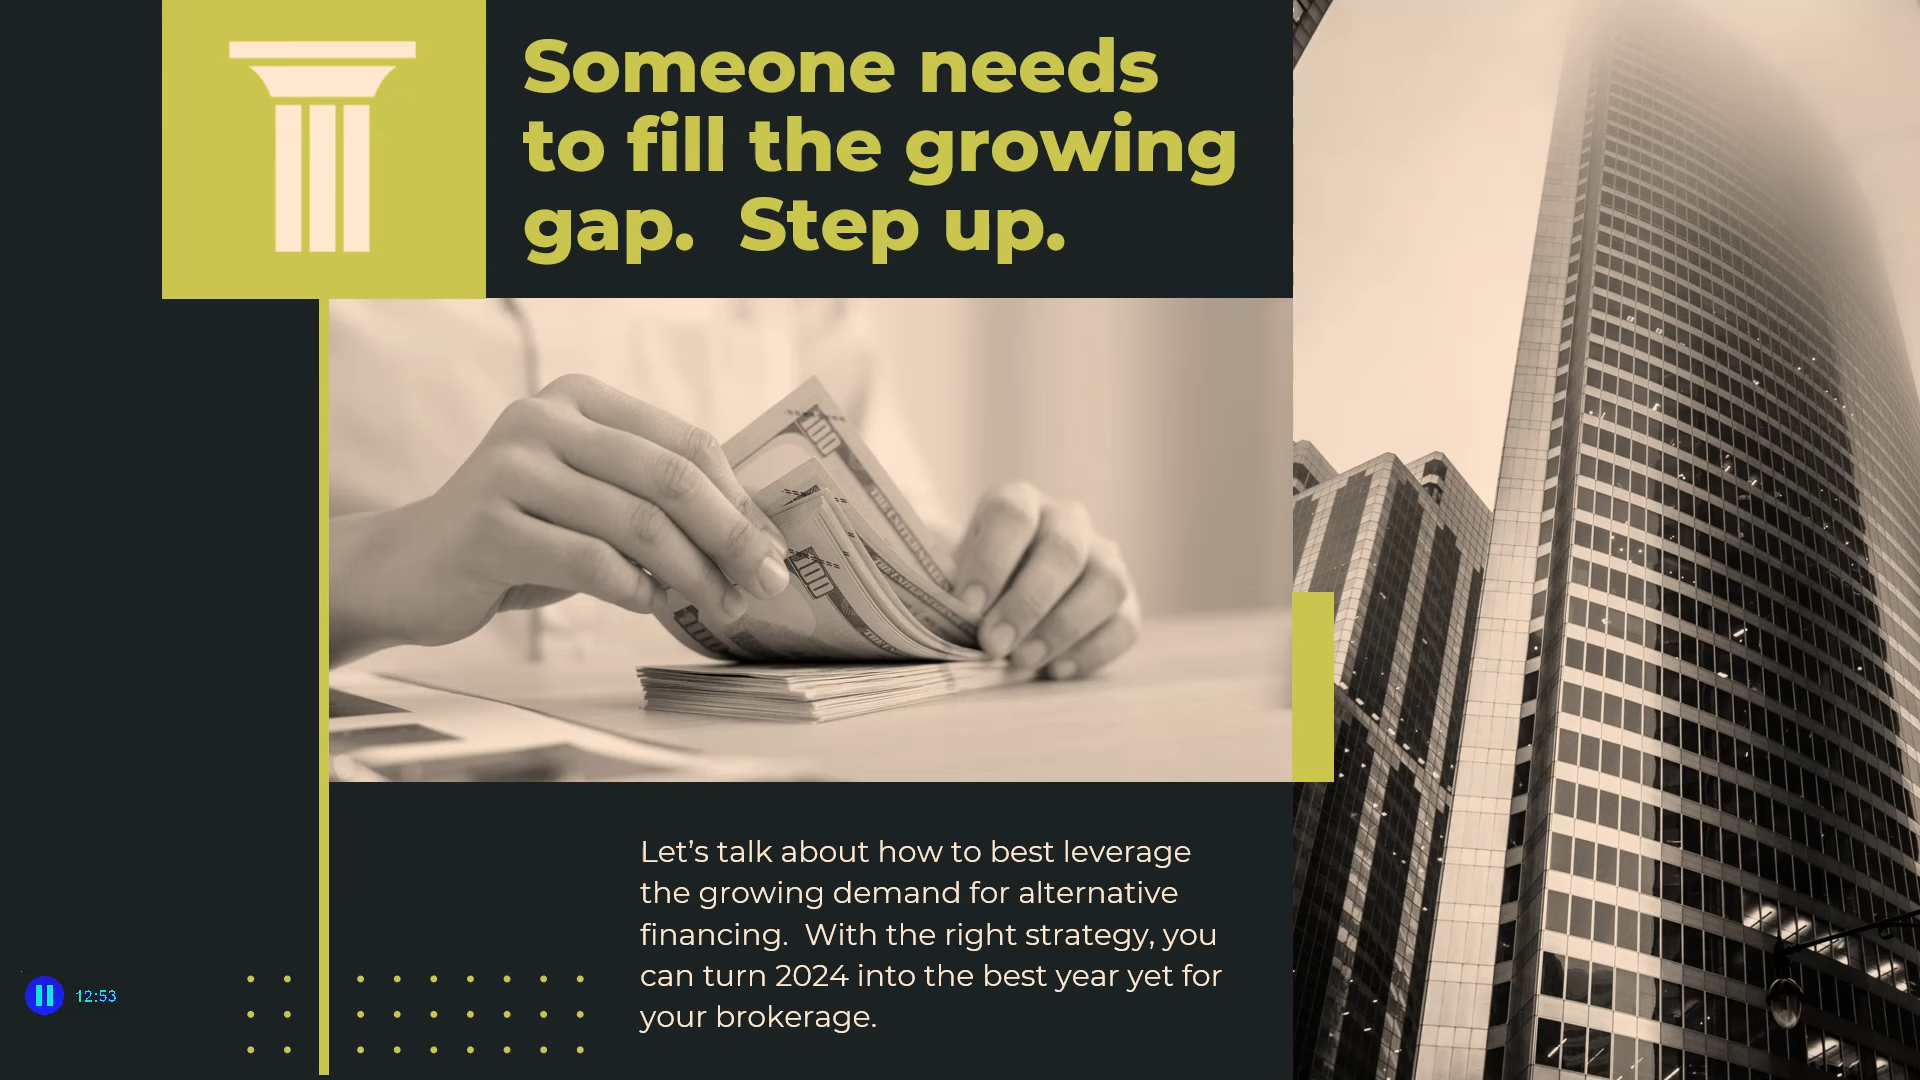 Someone needs
to fill the growing
gap.  Step up.
100
100
Let's talk about how to best leverage
the growing demand for alternative
financing.  With the right strategy, you
can turn 2024 into the best year yet for
your brokerage.
12:53